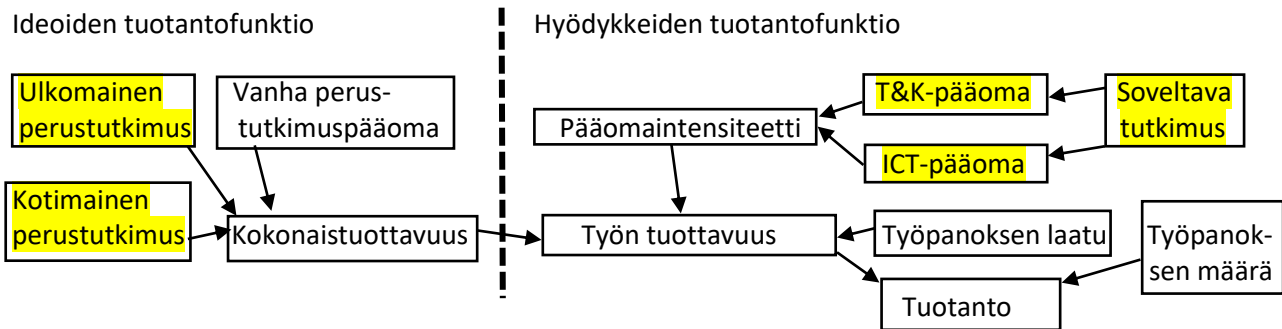 Ideoiden tuotantofunktio
Hyödykkeiden tuotantofunktio
Ulkomainen
perustutkimus
Vanha perus-
tutkimuspääoma
Kotimainen
perustutkimus
Kokonaistuottavuus
Pääomaintensiteetti
T&K-pääoma
ICT-pääoma
Soveltava
tutkimus
Työn tuottavuus
Työpanoksen laatu
Työpanok-
sen määrä
Tuotanto